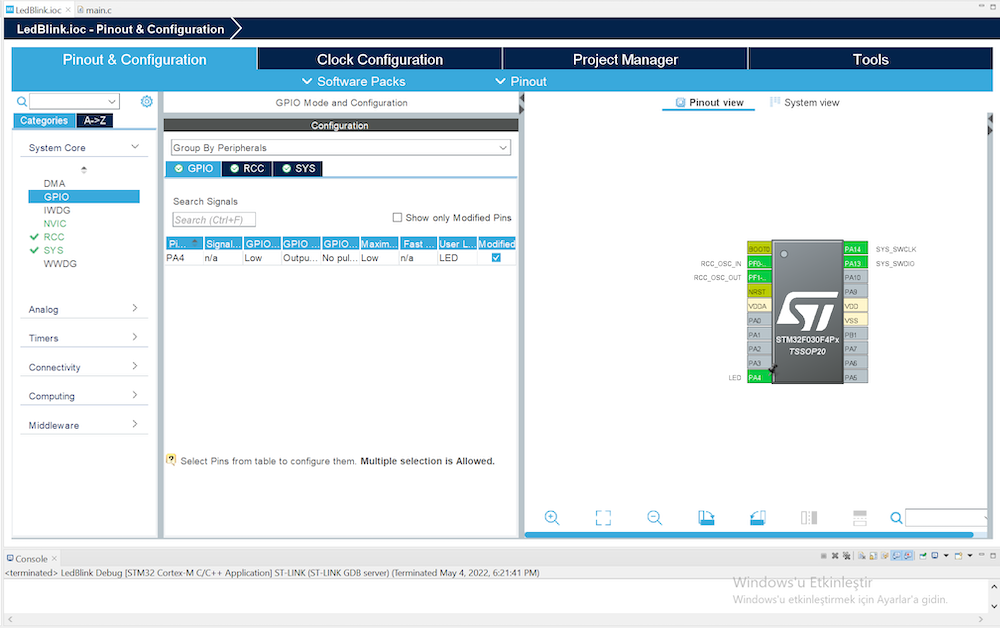 LedBlink.ioc
main.c
LedBlink.ioc - Pinout & Configuration
Pinout & Configuration
Clock Configuration
Project Manager
Tools
Software Packs
Pinout
Categories
A->Z
System Core
DMA
GPIO
IWDG
NVIC
RCC
SYS
WWDG
Analog
Timers
Connectivity
Computing
Middleware
GPIO Mode and Configuration
Configuration
Group By Peripherals
GPIO
RCC
SYS
Search Signals
Search (Ctrl+F)
Show only Modified Pins
Pi... Signal... GPIO... GPIO ... GPIO... Maxim... Fast ... User L... Modified
PA4 n/a Low Outpu... No pul... Low n/a LED
Select Pins from table to configure them. Multiple selection is Allowed.
Pinout view
System view
BOOT0 PA14 SYS_SWCLK
RCC_OSC_IN PF0-.. PA13 SYS_SWDIO
RCC_OSC_OUT PF1-.. PA10
NRST PA9
VDDA VDD
PA0 VSS
PA1 PB1
PA2 PA7
PA3 PA6
LED PA4 PA5
STM32F030F4Px
TSSOP20
Console
<terminated> LedBlink Debug [STM32 Cortex-M C/C++ Application] ST-LINK (ST-LINK GDB server) (Terminated May 4, 2022, 6:21:41 PM)
Windows'u Etkinleştir
Windows'u etkinleştirmek için Ayarlar'a gidin.